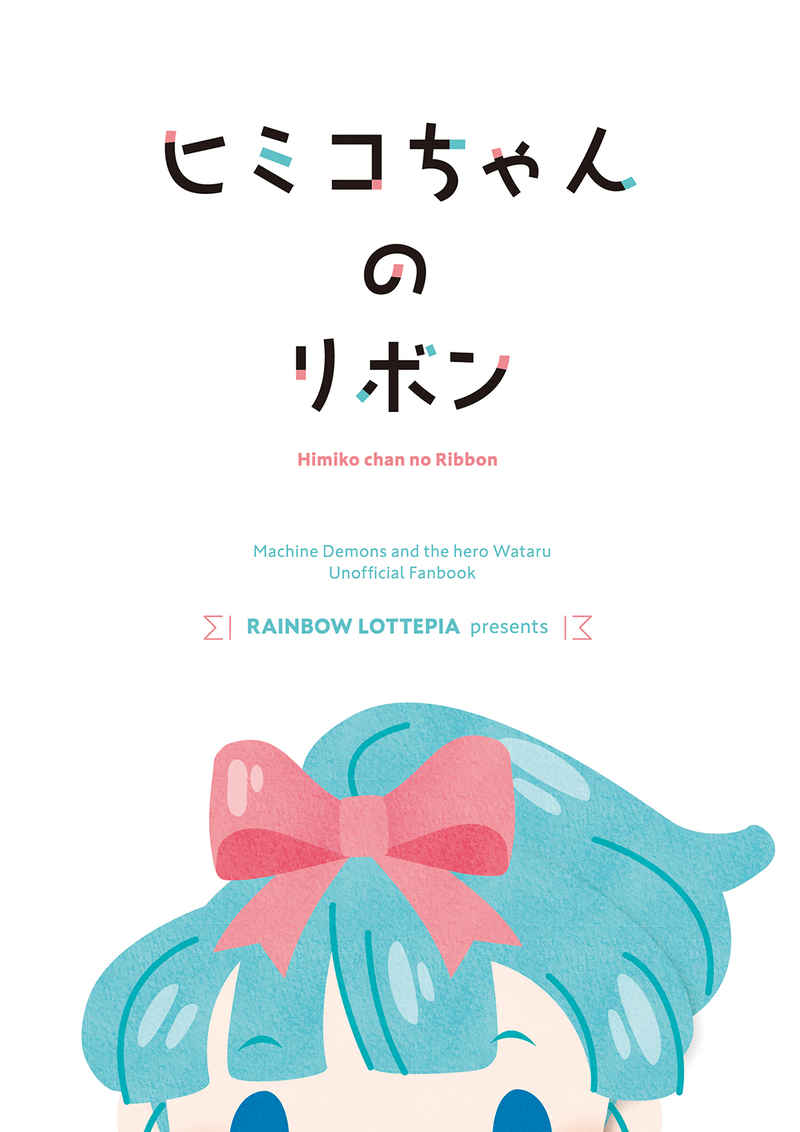 ヒミコちゃん
の
リボン
Himiko chan no Ribbon
Machine Demons and the hero Wataru
Unofficial Fanbook
RAINBOW LOTTEPIA presents